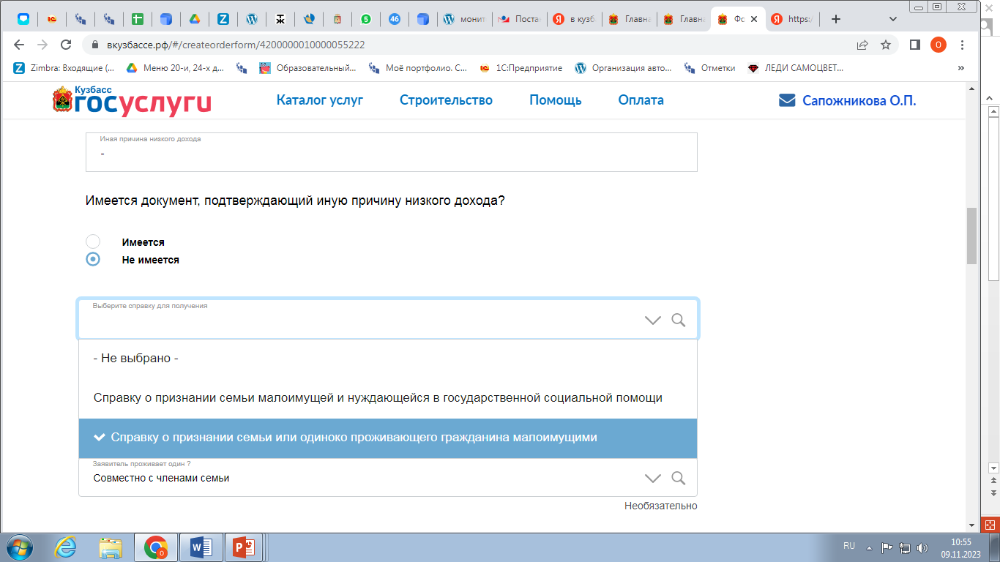 46
монит
Поста
в кузб
Главна
Главна
Фо
https:/
вкузбассе.рф/#/createorderform/4200000010000055222
О
Zimbra: Входящие (...
Меню 20-и, 24-х д...
Образовательный...
Моё портфолио. С...
1С:Предприятие
Организация авто...
Отметки
ЛЕДИ САМОЦВЕТ...
Кузбасс
госуслуги
Каталог услуг
Строительство
Помощь
Оплата
Сапожникова О.П.
Иная причина низкого дохода
-
Имеется документ, подтверждающий иную причину низкого дохода?
Имеется
Не имеется
Выберите справку для получения
- Не выбрано -
Справку о признании семьи малоимущей и нуждающейся в государственной социальной помощи
Справку о признании семьи или одиноко проживающего гражданина малоимущими
Заявитель проживает один ?
Совместно с членами семьи
Необязательно
RU
10:55
09.11.2023